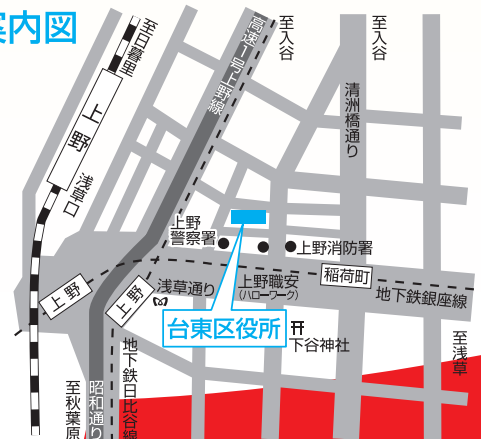 案内図
至日暮里
高速1号上野線
至入谷
至入谷
上野
清洲橋通り
浅草口
上野
警察署
上野消防署
上野
上野
浅草通り
上野職安
(ハローワーク)
稲荷町
地下鉄銀座線
台東区役所
下谷神社
至浅草
至秋葉原
昭和通り
地下鉄日比谷線